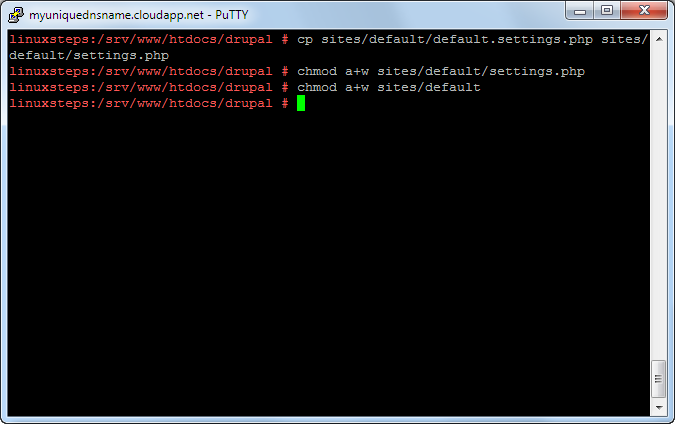 myuniquednsname.cloudapp.net - PuTTY
linuxsteps:/srv/www/htdocs/drupal # cp sites/default/default.settings.php sites/
default/settings.php
linuxsteps:/srv/www/htdocs/drupal # chmod a+w sites/default/settings.php
linuxsteps:/srv/www/htdocs/drupal # chmod a+w sites/default
linuxsteps:/srv/www/htdocs/drupal #